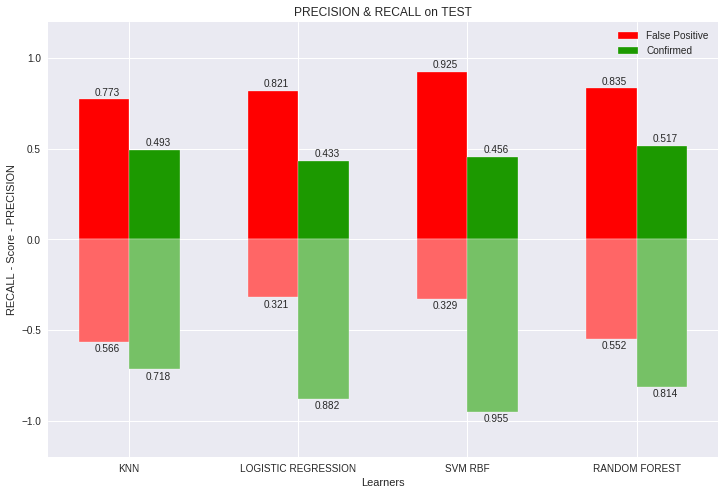 PRECISION & RECALL on TEST
False Positive
Confirmed
RECALL - Score - PRECISION
1.0
0.5
0.0
−0.5
−1.0
0.773
0.493
0.821
0.433
0.925
0.456
0.835
0.517
0.566
0.718
0.321
0.882
0.329
0.955
0.552
0.814
KNN
LOGISTIC REGRESSION
SVM RBF
RANDOM FOREST
Learners